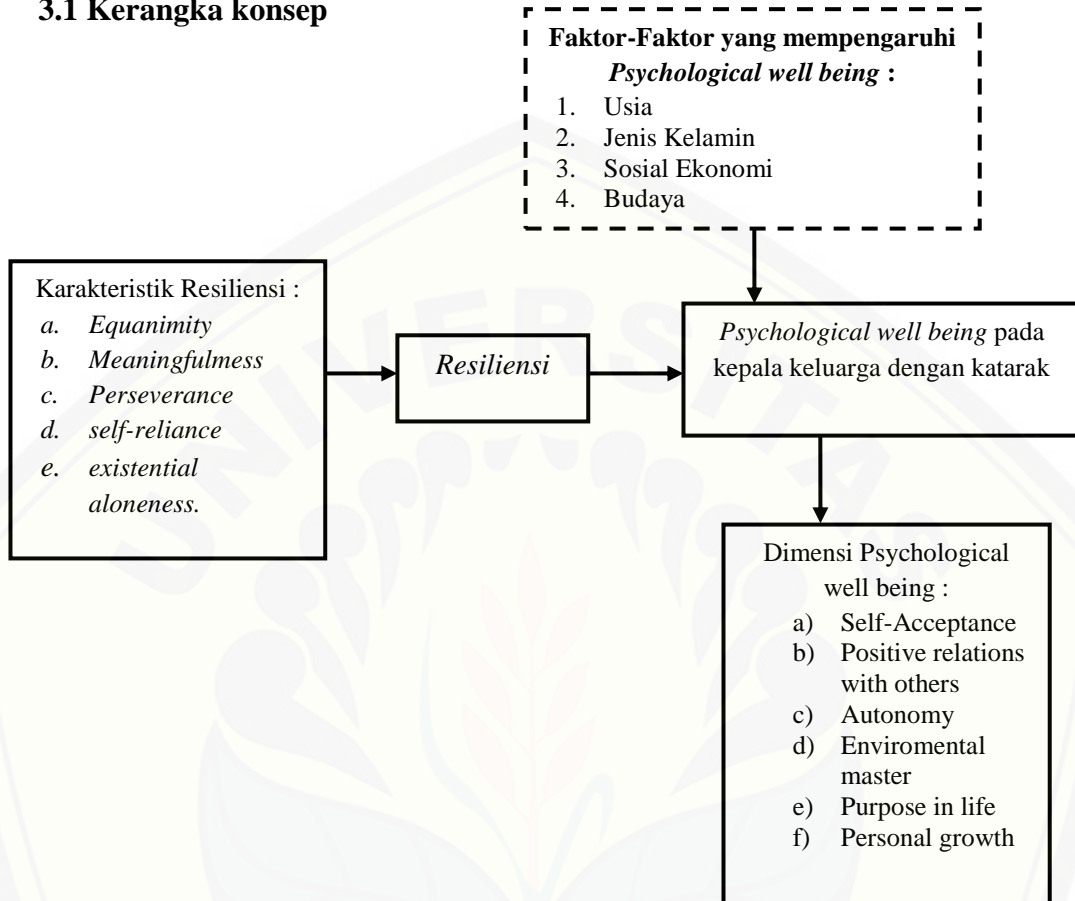 3.1 Kerangka konsep
Faktor-Faktor yang mempengaruhi
Psychological well being :
1. Usia
2. Jenis Kelamin
3. Sosial Ekonomi
4. Budaya
Karakteristik Resiliensi :
a. Equanimity
b. Meaningfulmess
c. Perseverance
d. self-reliance
e. existential
aloneness.
Resiliensi
Psychological well being pada
kepala keluarga dengan katarak
Dimensi Psychological
well being :
a) Self-Acceptance
b) Positive relations
with others
c) Autonomy
d) Enviromental
master
e) Purpose in life
f) Personal growth
UNIVERSITAS